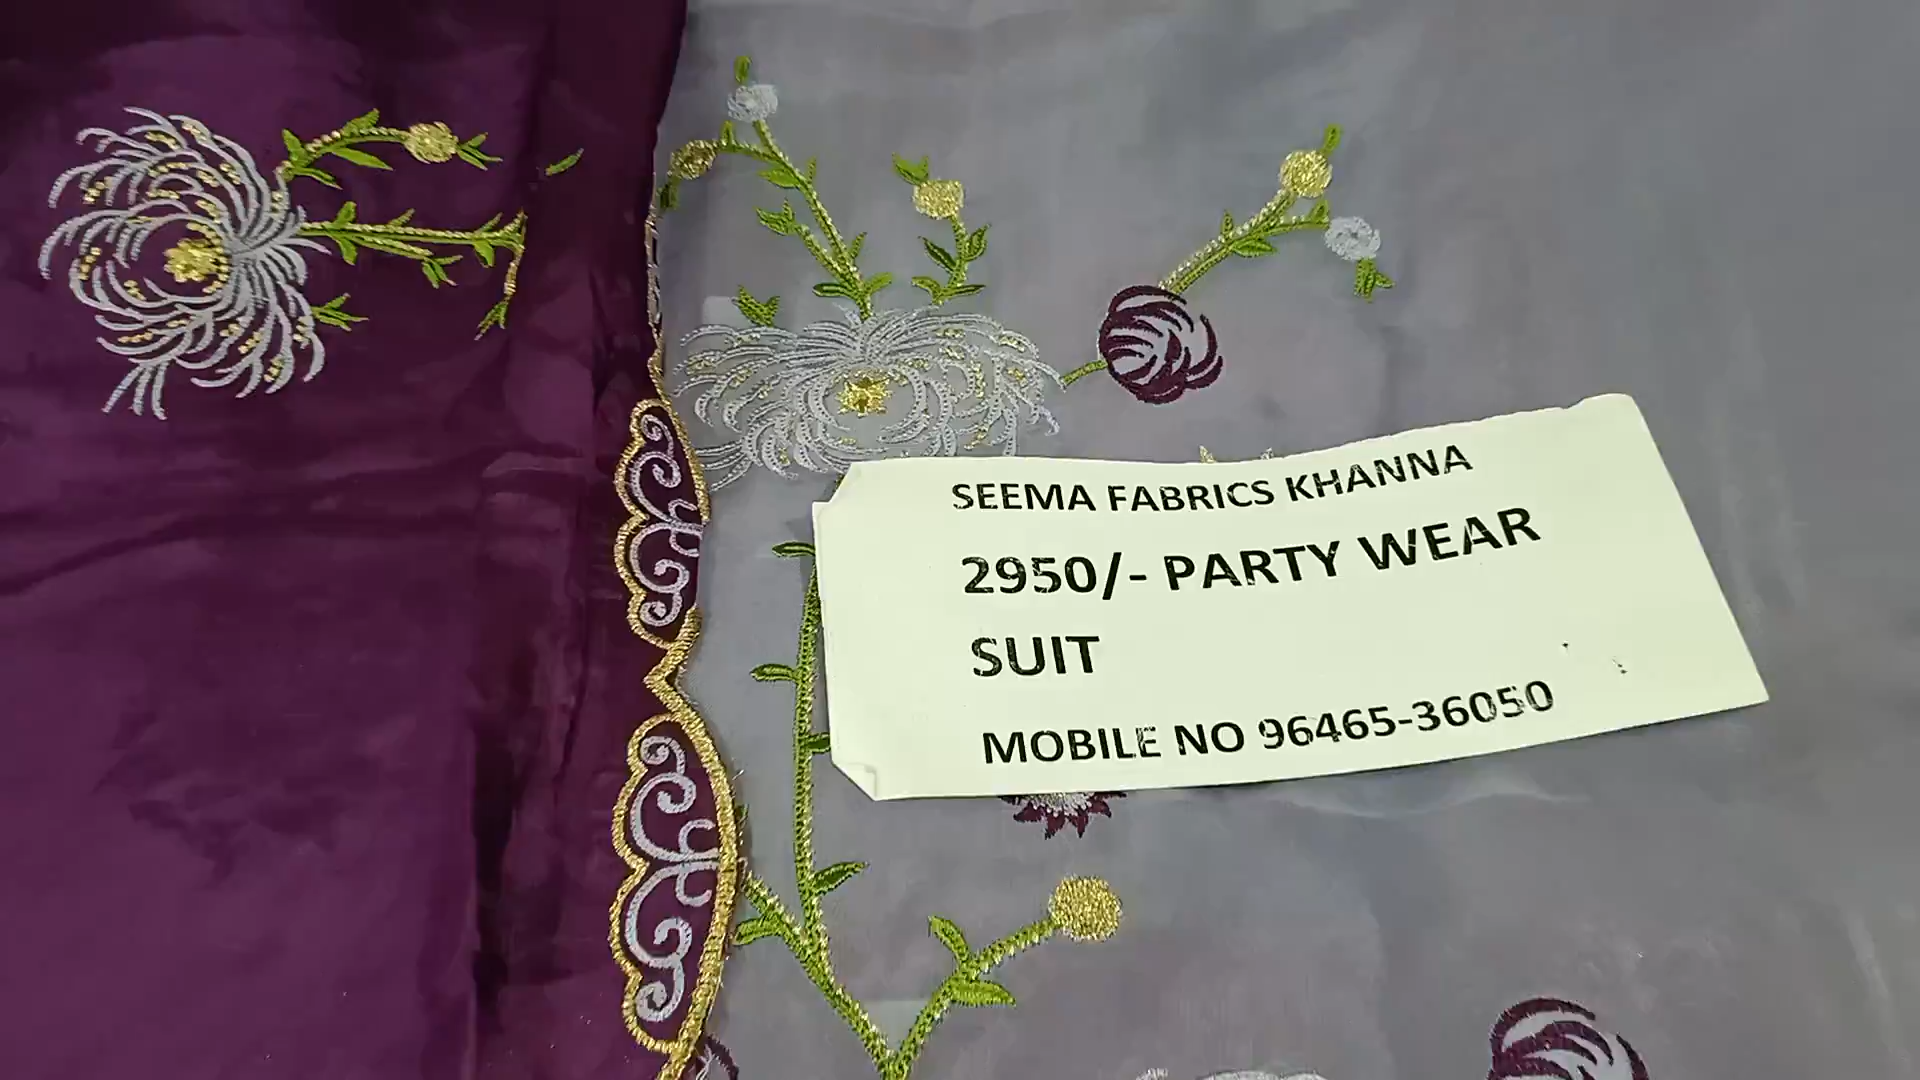 SEEMA FABRICS KHANNA
2950/- PARTY WEAR
SUIT
MOBILE NO 96465-36050